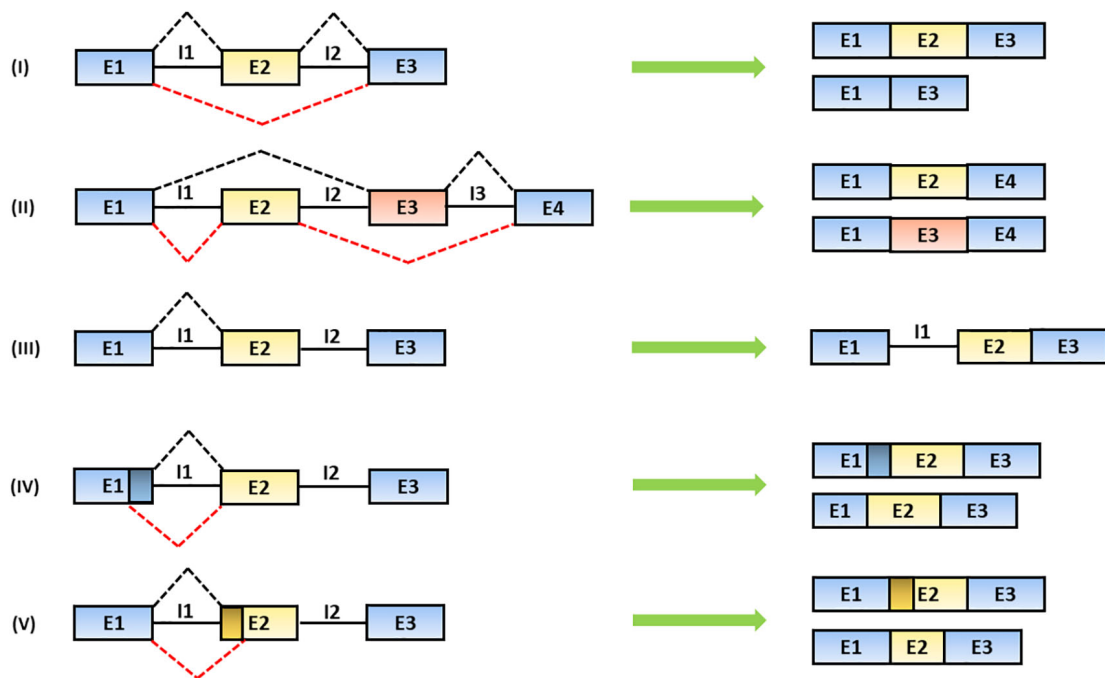 I1 I2
(I) E1 E2 E3
E1 E2 E3
E1 E3
I1 I2 I3
(II) E1 E2 E3 E4
E1 E2 E4
E1 E3 E4
I1 I2
(III) E1 E2 E3
I1
E1 E2 E3
I1 I2
(IV) E1 E2 E3
E1 E2 E3
E1 E2 E3
I1 I2
(V) E1 E2 E3
E1 E2 E3
E1 E2 E3